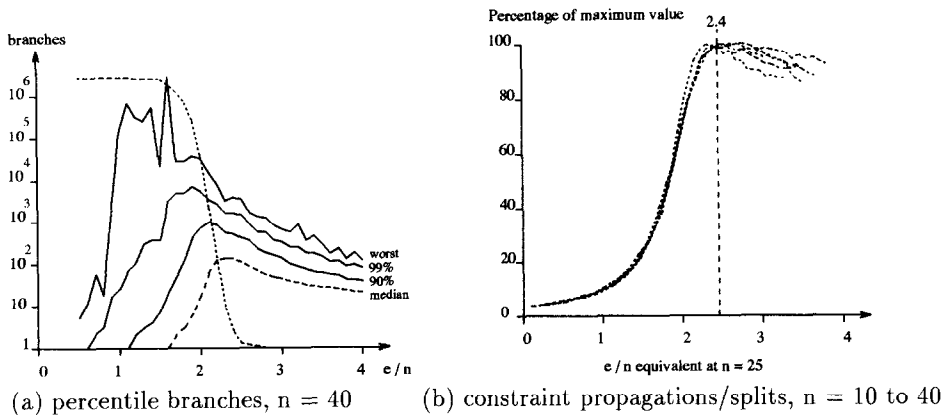 branches
10^6
10^5
10^4
10^3
10^2
10
1
0 1 2 3 4
e / n
worst
99%
90%
median
(a) percentile branches, n = 40
Percentage of maximum value
2.4
100
80
60
40
20
0
0 1 2 3 4
e / n equivalent at n = 25
(b) constraint propagations/splits, n = 10 to 40